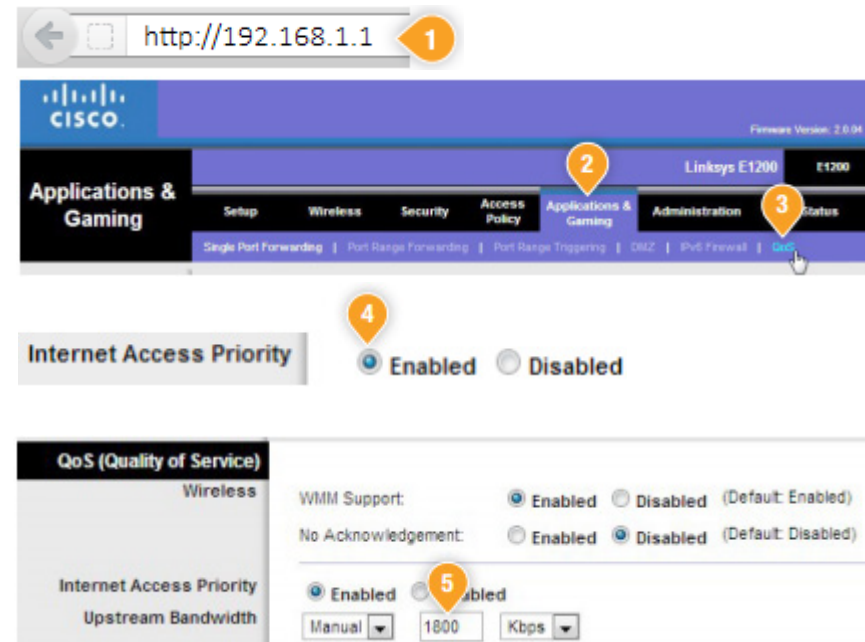 http://192.168.1.1 1
CISCO.
Firmware Version: 2.0.04
2
Linksys E1200 E1200
Applications & Gaming
Setup Wireless Security Access Policy Applications & Gaming Administration 3 Status
Single Port Forwarding | Port Range Forwarding | Port Range Triggering | DMZ | IPv6 Firewall | QoS
4
Internet Access Priority Enabled Disabled
QoS (Quality of Service)
Wireless
WMM Support: Enabled Disabled (Default: Enabled)
No Acknowledgement: Enabled Disabled (Default: Disabled)
Internet Access Priority Enabled 5 abled
Upstream Bandwidth Manual 1800 Kbps